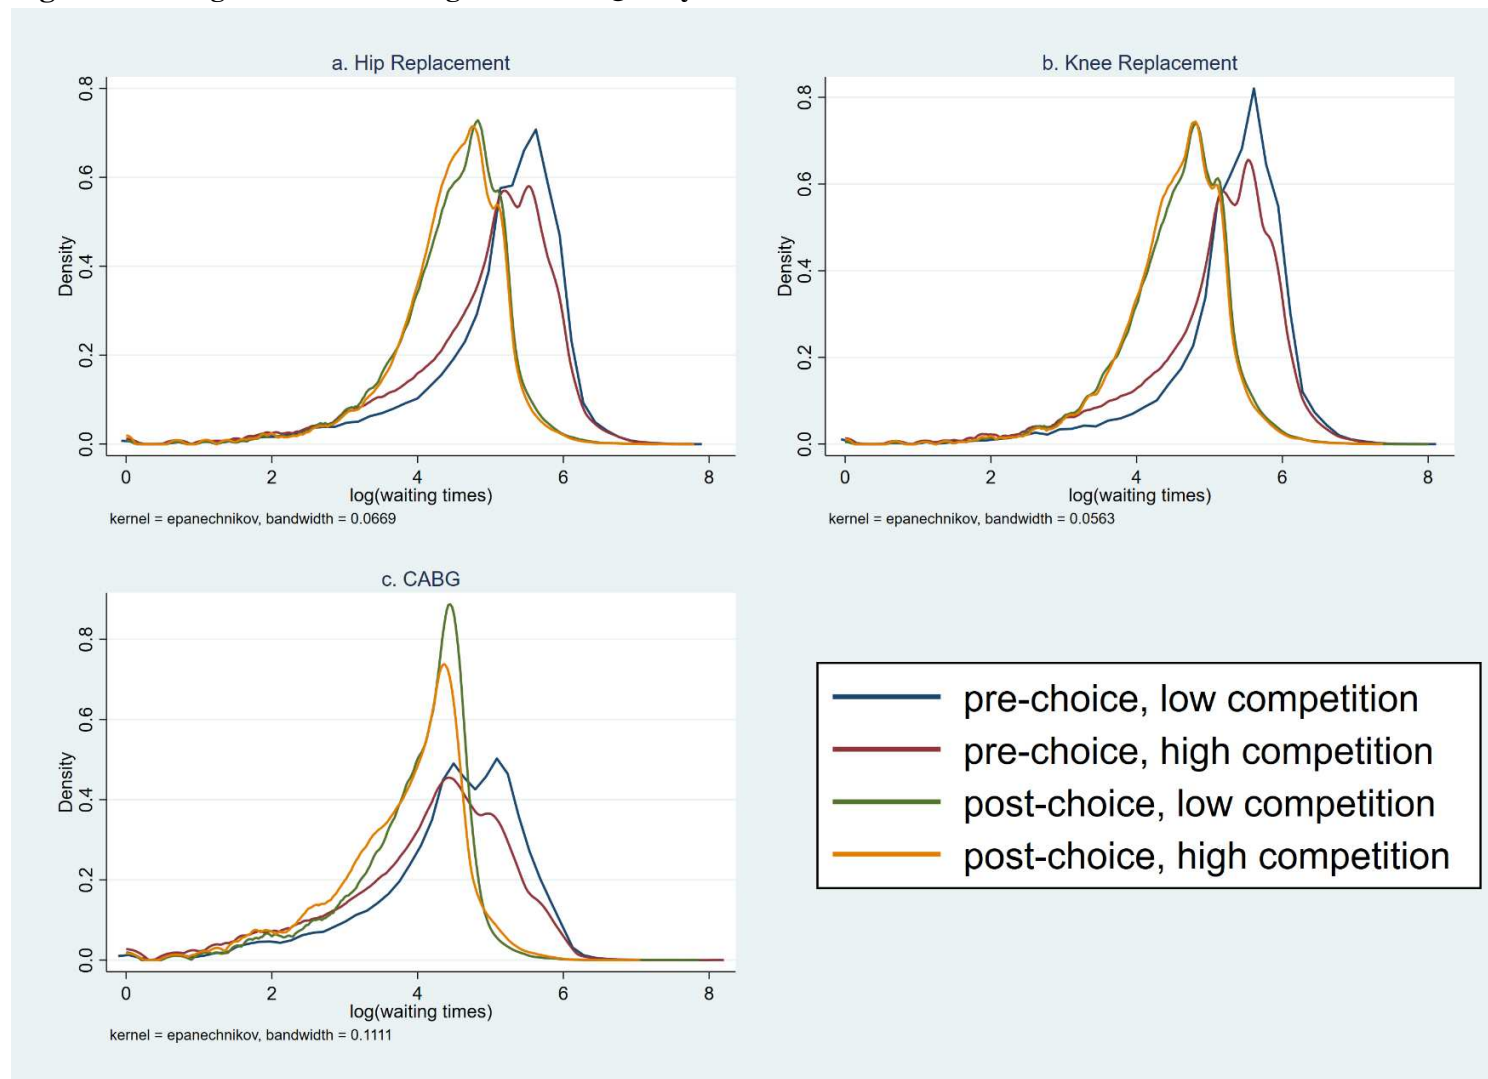 a. Hip Replacement
0.8
0.6
0.4
0.2
0.0
Density
0 2 4 6 8
log(waiting times)
kernel = epanechnikov, bandwidth = 0.0669
b. Knee Replacement
0.8
0.6
0.4
0.2
0.0
Density
0 2 4 6 8
log(waiting times)
kernel = epanechnikov, bandwidth = 0.0563
c. CABG
0.8
0.6
0.4
0.2
0.0
Density
0 2 4 6 8
log(waiting times)
kernel = epanechnikov, bandwidth = 0.1111
pre-choice, low competition
pre-choice, high competition
post-choice, low competition
post-choice, high competition